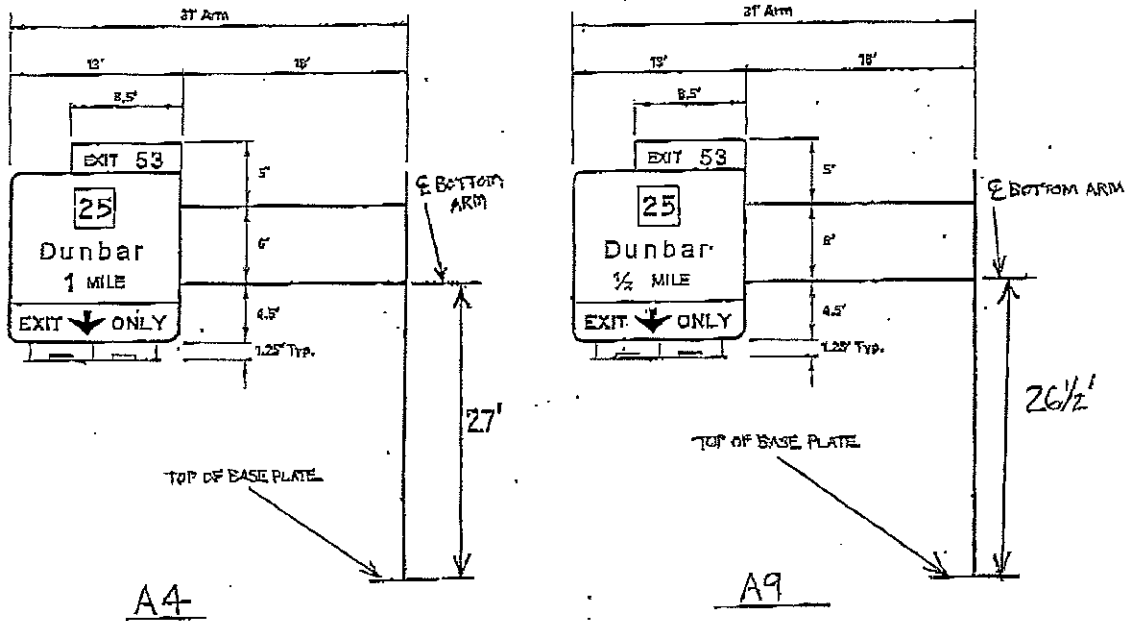 31' Arm
13'
18'
8.5'
EXIT 53
25
Dunbar
1 MILE
EXIT ONLY
5'
6'
4.5'
1.25' Typ.
℄ BOTTOM
ARM
27'
TOP OF BASE PLATE
A4
31' Arm
13'
18'
8.5'
EXIT 53
25
Dunbar
½ MILE
EXIT ONLY
5'
6'
4.5'
1.25' Typ.
℄ BOTTOM ARM
26½'
TOP OF BASE PLATE
A9